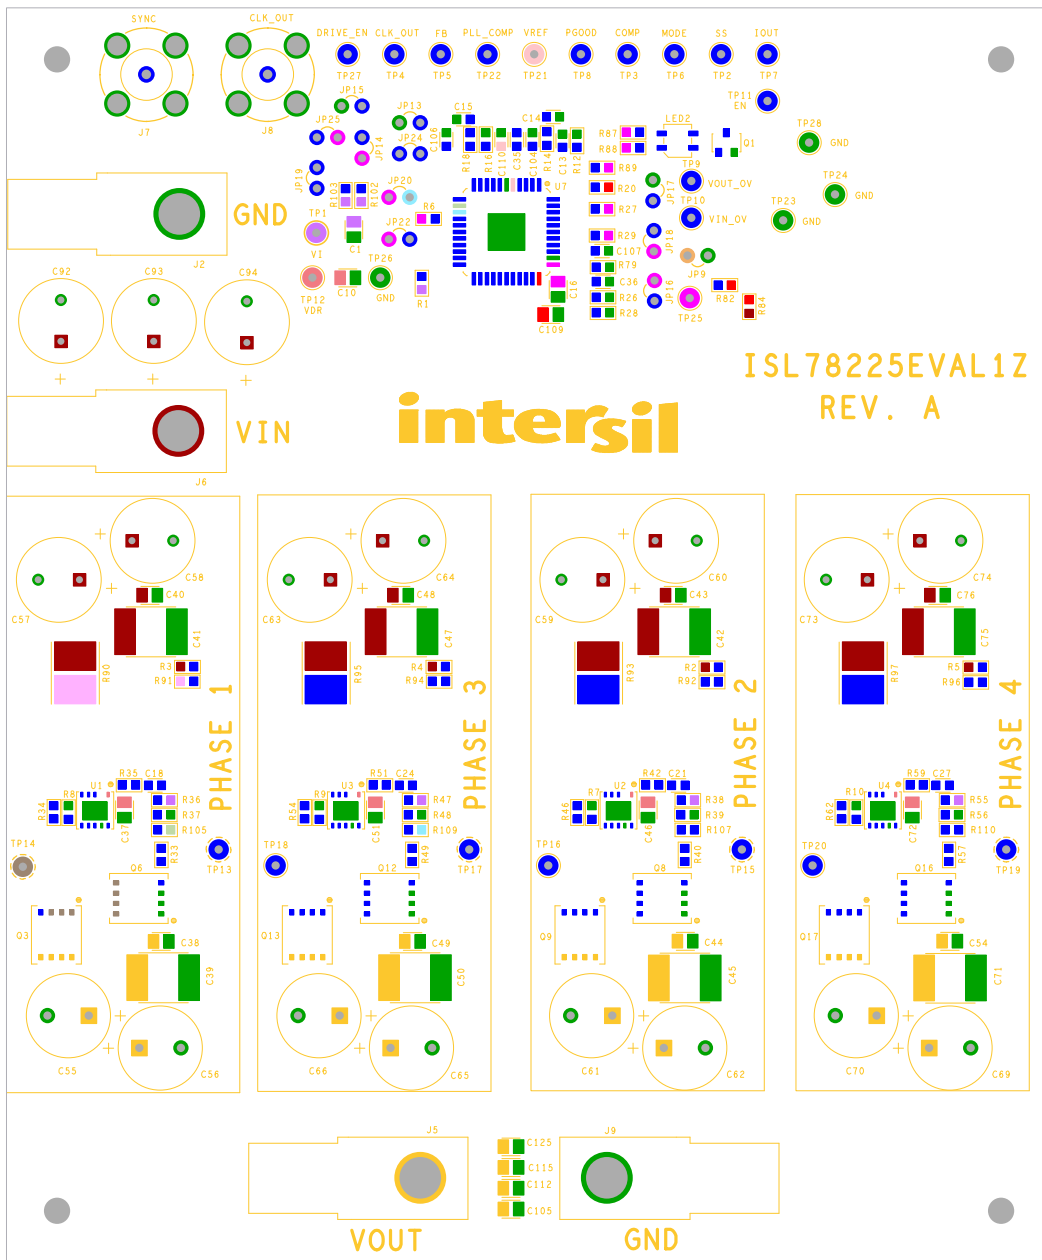 SYNC
CLK_OUT
DRIVE_EN
CLK_OUT
FB
PLL_COMP
VREF
PGOOD
COMP
MODE
SS
IOUT
TP27
TP4
TP5
TP22
TP21
TP8
TP3
TP6
TP2
TP7
J7
J8
JP15
JP13
JP25
JP14
JP24
JP19
R103
R102
JP20
JP22
C106
C15
R18
R16
C110
C35
C104
C14
R14
C13
R12
R87
R88
LED2
Q1
TP11
EN
TP28
GND
R89
R20
R27
R29
C107
R79
C36
R26
R28
U7
JP17
TP9
VOUT_OV
TP10
VIN_OV
TP24
GND
TP23
GND
JP18
JP9
JP16
TP25
R82
R84
GND
J2
TP1
VI
C1
R6
TP12
VDR
C10
TP26
GND
R1
C16
C109
C92
C93
C94
ISL78225EVAL1Z
REV. A
intersil
VIN
J6
C58
C57
C40
C41
R90
R3
R91
PHASE 1
C64
C63
C48
C47
R95
R4
R94
PHASE 3
C60
C59
C43
C42
R93
R2
R92
PHASE 2
C74
C73
C76
C75
R97
R5
R96
PHASE 4
R34
R8
U1
R35
C18
C37
R36
R37
R105
R33
TP14
TP13
Q6
Q3
C38
C39
C55
C56
R54
R9
U3
R51
C24
C51
R47
R48
R109
R49
TP18
TP17
Q12
Q13
C49
C50
C66
C65
R46
R7
U2
R42
C21
C46
R38
R39
R107
R40
TP16
TP15
Q8
Q9
C44
C45
C61
C62
R62
R10
U4
R59
C27
C72
R55
R56
R110
R57
TP20
TP19
Q16
Q17
C54
C71
C70
C69
J5
C125
C115
C112
C105
J9
VOUT
GND